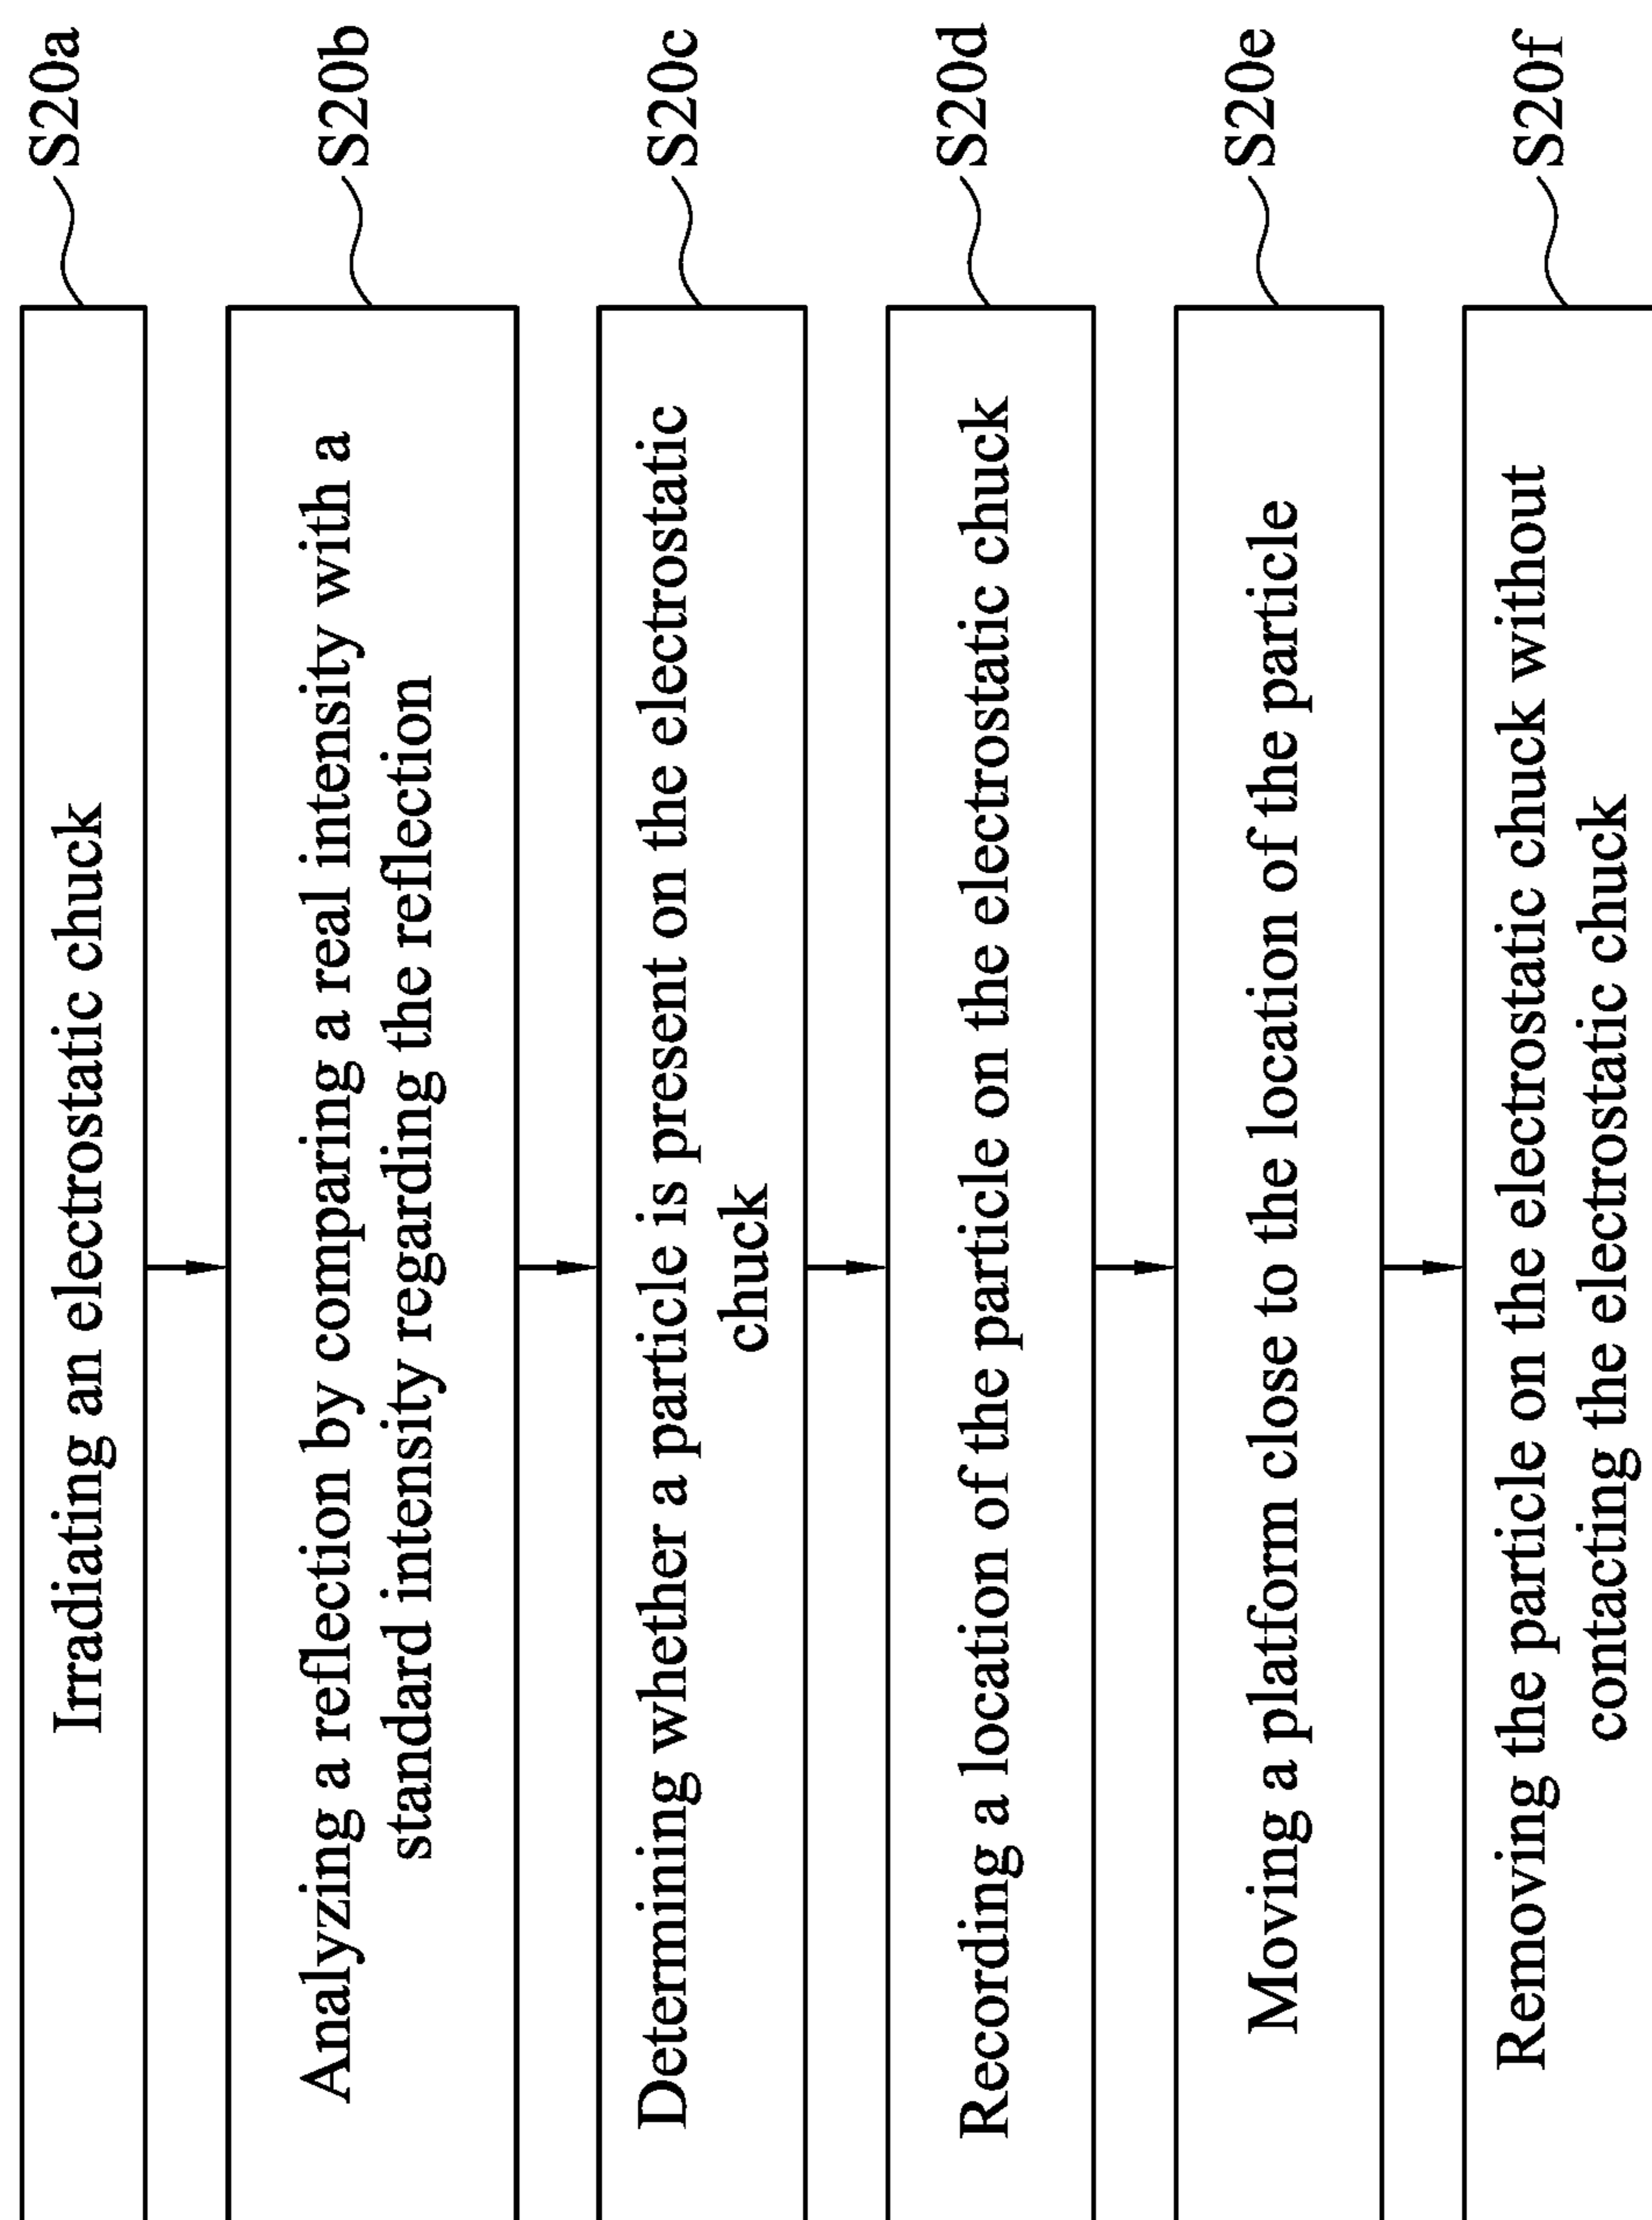 Irradiating an electrostatic chuck
S20a
Analyzing a reflection by comparing a real intensity with a
standard intensity regarding the reflection
S20b
Determining whether a particle is present on the electrostatic
chuck
S20c
Recording a location of the particle on the electrostatic chuck
S20d
Moving a platform close to the location of the particle
S20e
Removing the particle on the electrostatic chuck without
contacting the electrostatic chuck
S20f